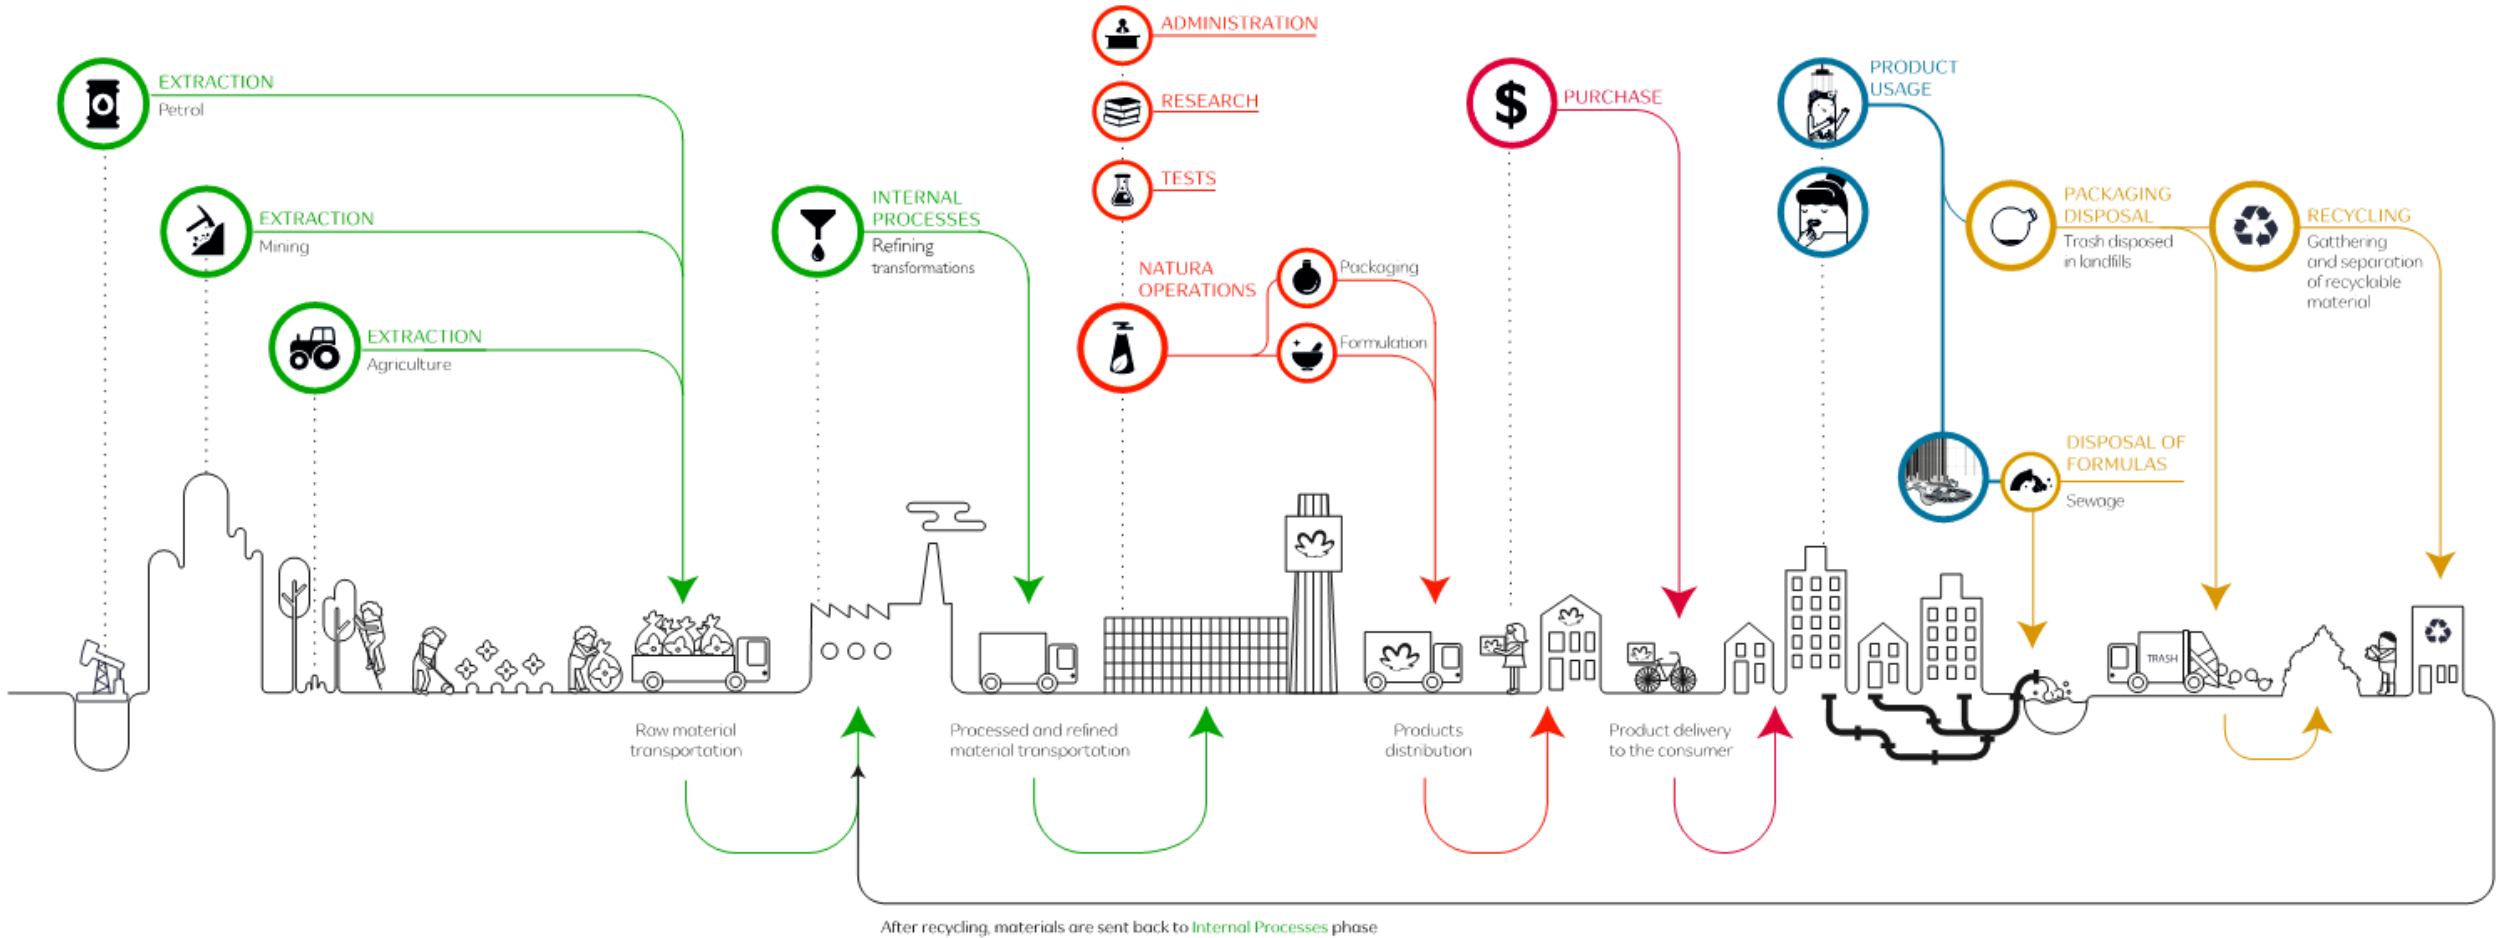 EXTRACTION
Petrol
EXTRACTION
Mining
EXTRACTION
Agriculture
INTERNAL
PROCESSES
Refining
transformations
ADMINISTRATION
RESEARCH
TESTS
NATURA
OPERATIONS
Packaging
Formulation
$
PURCHASE
PRODUCT
USAGE
PACKAGING
DISPOSAL
Trash disposed
in landfills
RECYCLING
Gatthering
and separation
of recyclable
material
DISPOSAL OF
FORMULAS
Sewage
TRASH
Raw material
transportation
Processed and refined
material transportation
Products
distribution
Product delivery
to the consumer
After recycling, materials are sent back to Internal Processes phase